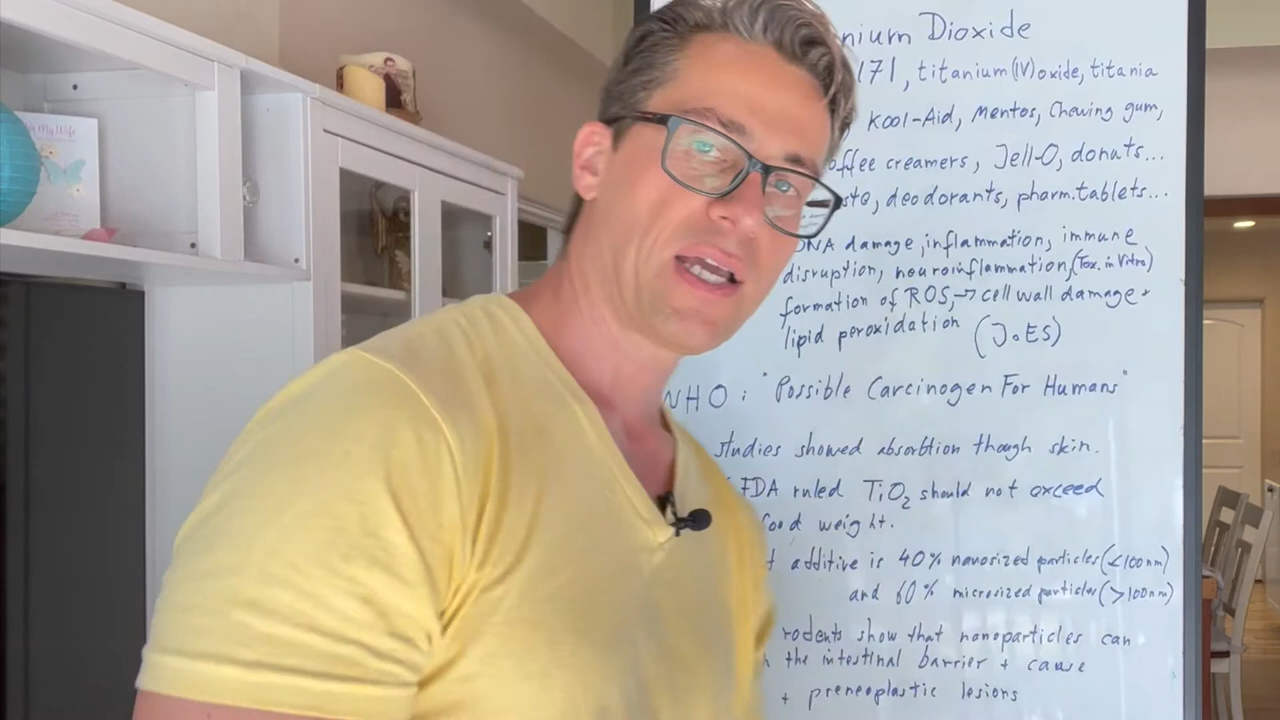 My Wife
nium Dioxide
171, titanium(IV)oxide, titania
Kool-Aid, Mentos, Chewing gum,
offee creamers, Jell-O, donuts...
ste, deodorants, pharm.tablets...
DNA damage, inflammation, immune
disruption, neuroinflammation, (Tox. in Vitro)
formation of ROS, → cell wall damage +
lipid peroxidation (J.ES)
WHO: "Possible Carcinogen For Humans"
studies showed absorbtion though skin.
FDA ruled TiO2 should not exceed
food weight.
t additive is 40% nanosized particles (<100nm)
and 60% microsized particles (>100nm)
rodents show that nanoparticles can
h the intestinal barrier + cause
+ preneoplastic lesions